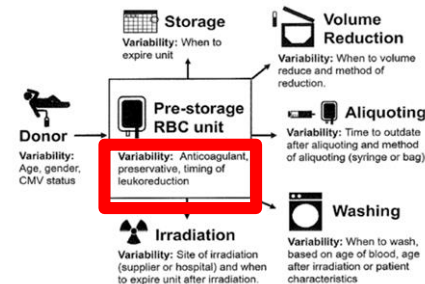 Storage
Variability: When to
expire unit
Volume
Reduction
Variability: When to volume
reduce and method of
reduction.
Donor
Variability:
Age, gender,
CMV status
Pre-storage
RBC unit
Variability: Anticoagulant,
preservative, timing of
leukoreduction
Aliquoting
Variability: Time to outdate
after aliquoting and method
of aliquoting (syringe or bag)
Irradiation
Variability: Site of irradiation
(supplier or hospital) and when
to expire unit after irradiation.
Washing
Variability: When to wash,
based on age of blood, age
after irradiation or patient
characteristics